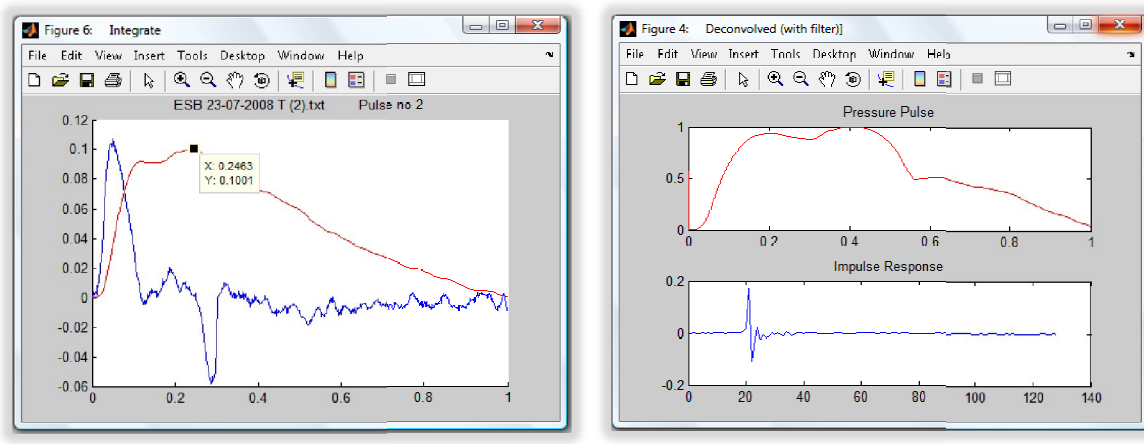 Figure 6: Integrate
File Edit View Insert Tools Desktop Window Help
ESB 23-07-2008 T (2).txt Pulse no 2
0.12
0.1
0.08
0.06
0.04
0.02
0
-0.02
-0.04
-0.06
X: 0.2463
Y: 0.1001
0 0.2 0.4 0.6 0.8 1
Figure 4: Deconvolved (with filter)]
File Edit View Insert Tools Desktop Window Help
Pressure Pulse
1
0.5
0
0 0.2 0.4 0.6 0.8 1
Impulse Response
0.2
0
-0.2
0 20 40 60 80 100 120 140